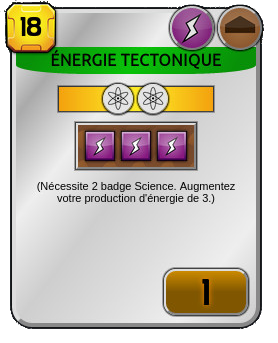 18
ÉNERGIE TECTONIQUE
(Nécessite 2 badge Science. Augmentez
votre production d'énergie de 3.)
1